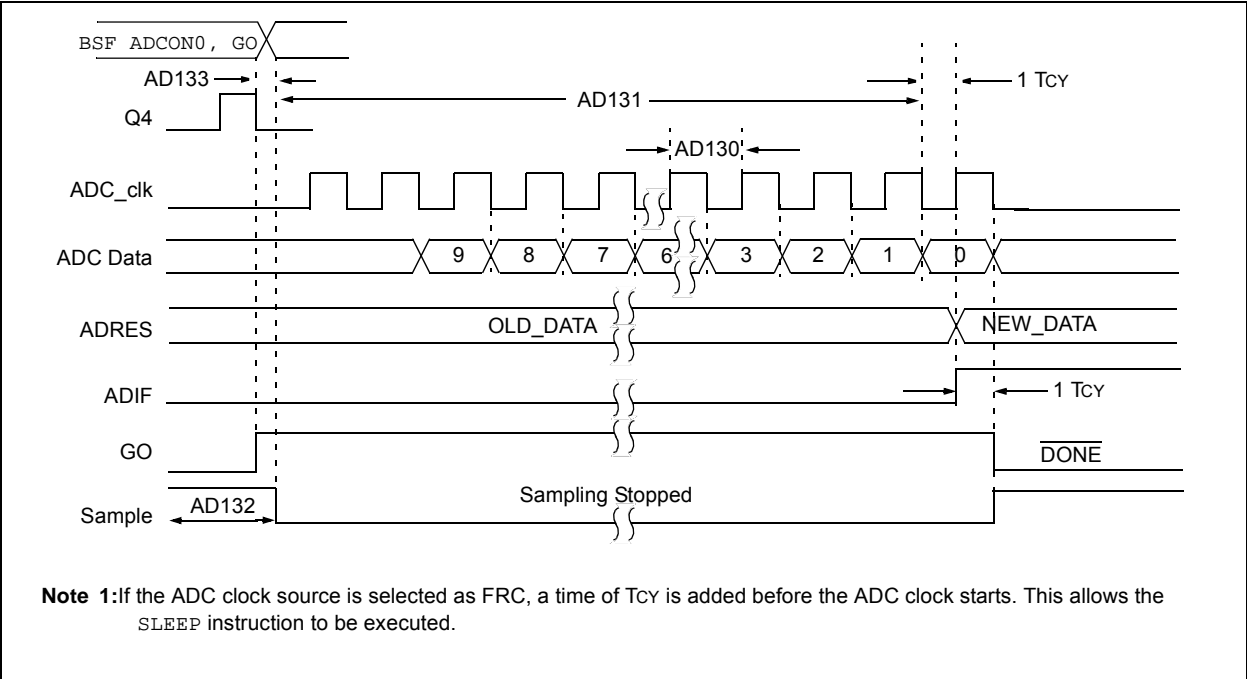 BSF ADCON0, GO
AD133
1 TCY
AD131
Q4
AD130
ADC_clk
ADC Data
9 8 7 6 3 2 1 0
OLD_DATA
NEW_DATA
ADRES
ADIF
1 TCY
GO
DONE
AD132
Sampling Stopped
Sample
Note 1:If the ADC clock source is selected as FRC, a time of TCY is added before the ADC clock starts. This allows the
SLEEP instruction to be executed.